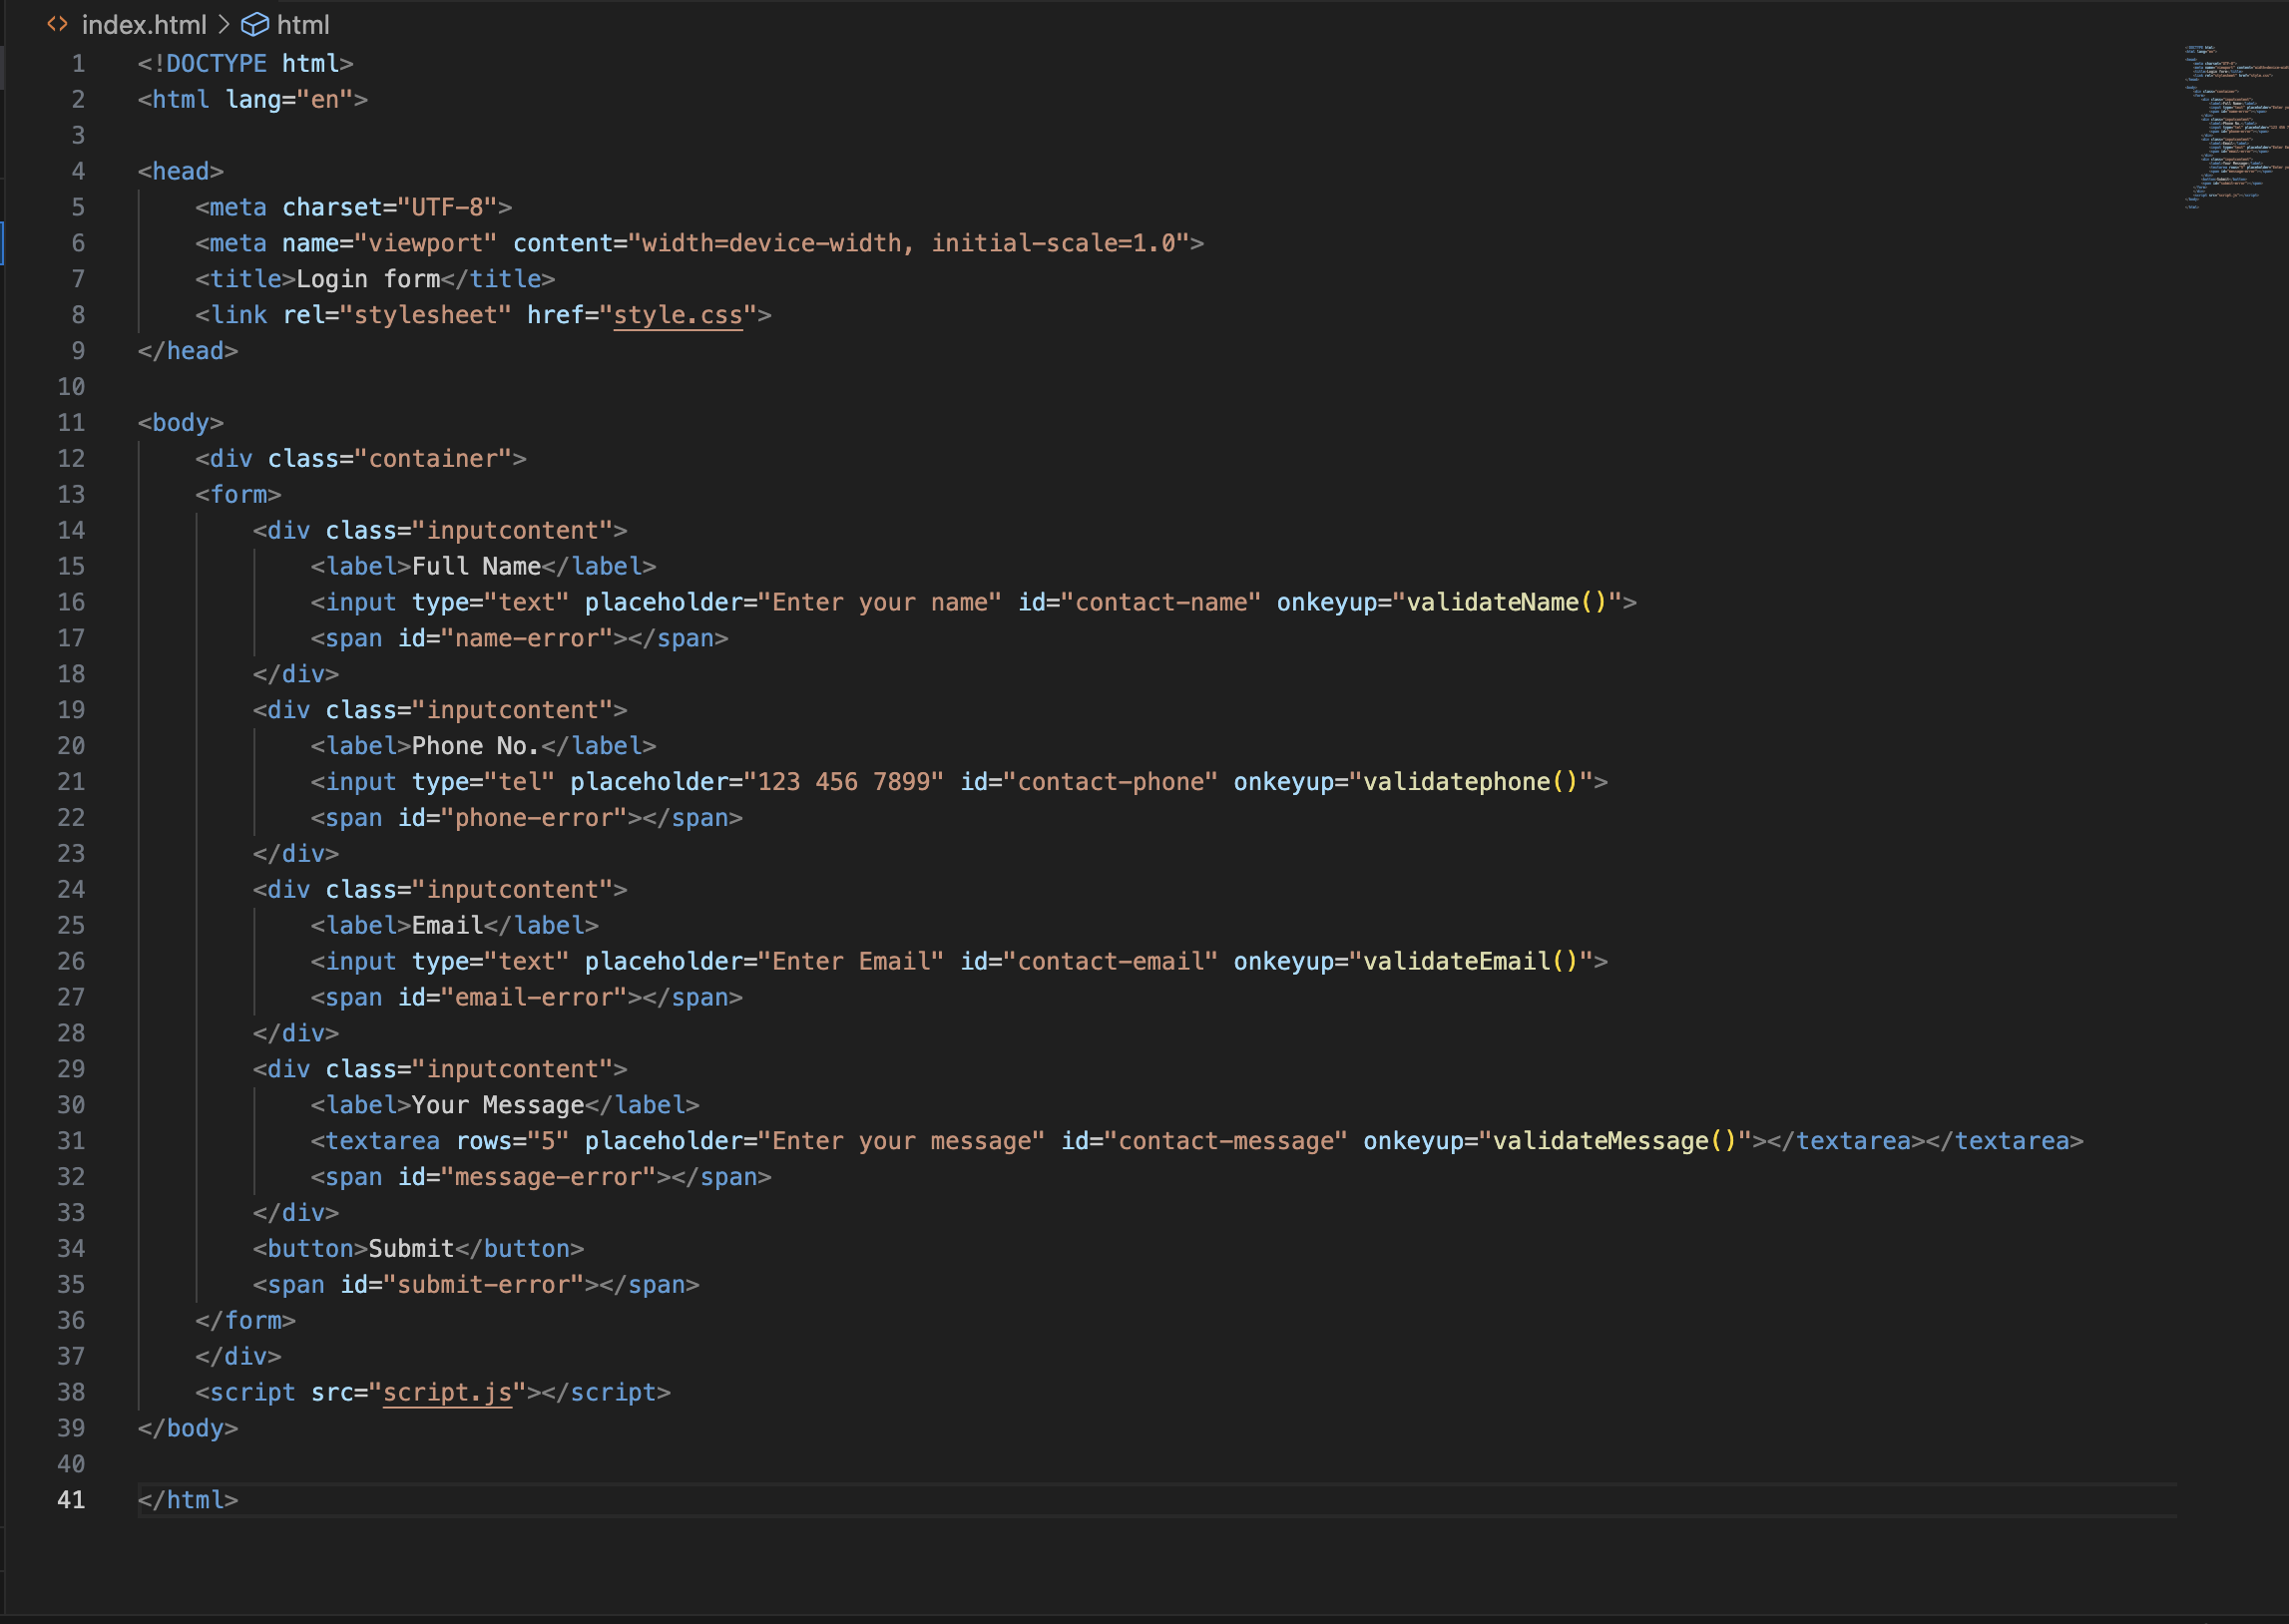 index.html > html
1 <!DOCTYPE html>
2 <html lang="en">
3
4 <head>
5     <meta charset="UTF-8">
6     <meta name="viewport" content="width=device-width, initial-scale=1.0">
7     <title>Login form</title>
8     <link rel="stylesheet" href="style.css">
9 </head>
10
11 <body>
12     <div class="container">
13     <form>
14         <div class="inputcontent">
15             <label>Full Name</label>
16             <input type="text" placeholder="Enter your name" id="contact-name" onkeyup="validateName()">
17             <span id="name-error"></span>
18         </div>
19         <div class="inputcontent">
20             <label>Phone No.</label>
21             <input type="tel" placeholder="123 456 7899" id="contact-phone" onkeyup="validatephone()">
22             <span id="phone-error"></span>
23         </div>
24         <div class="inputcontent">
25             <label>Email</label>
26             <input type="text" placeholder="Enter Email" id="contact-email" onkeyup="validateEmail()">
27             <span id="email-error"></span>
28         </div>
29         <div class="inputcontent">
30             <label>Your Message</label>
31             <textarea rows="5" placeholder="Enter your message" id="contact-message" onkeyup="validateMessage()"></textarea></textarea>
32             <span id="message-error"></span>
33         </div>
34         <button>Submit</button>
35         <span id="submit-error"></span>
36     </form>
37     </div>
38     <script src="script.js"></script>
39 </body>
40
41 </html>